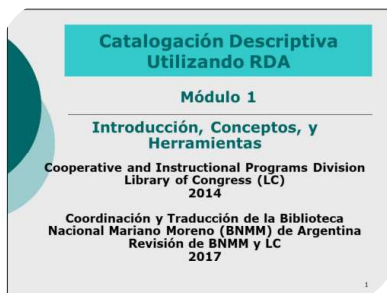 Catalogación Descriptiva
Utilizando RDA
Módulo 1
Introducción, Conceptos, y
Herramientas
Cooperative and Instructional Programs Division
Library of Congress (LC)
2014
Coordinación y Traducción de la Biblioteca
Nacional Mariano Moreno (BNMM) de Argentina
Revisión de BNMM y LC
2017
1